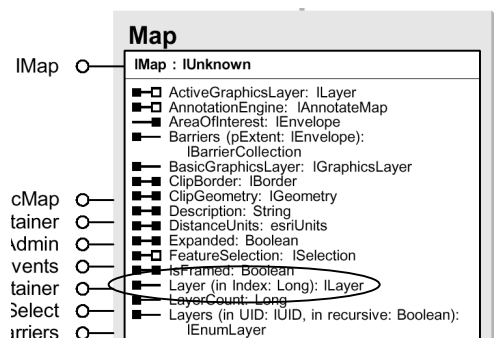 Map
IMap
IMap : IUnknown
ActiveGraphicsLayer: ILayer
AnnotationEngine: IAnnotateMap
AreaOfInterest: IEnvelope
Barriers (pExtent: IEnvelope):
IBarrierCollection
BasicGraphicsLayer: IGraphicsLayer
ClipBorder: IBorder
cMap
ClipGeometry: IGeometry
Description: String
tainer
DistanceUnits: esriUnits
Admin
Expanded: Boolean
FeatureSelection: ISelection
vents
IsFramed: Boolean
tainer
Layer (in Index: Long): ILayer
LayerCount: Long
Select
Layers (in UID: IUID, in recursive: Boolean):
IEnumLayer
arriers